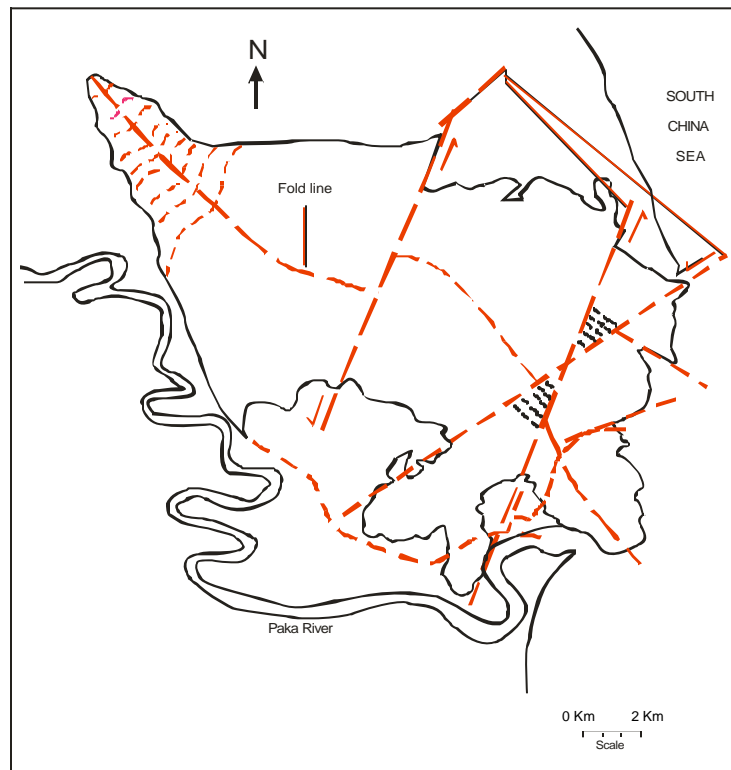 N
SOUTH
CHINA
SEA
Fold line
Paka River
0 Km 2 Km
Scale